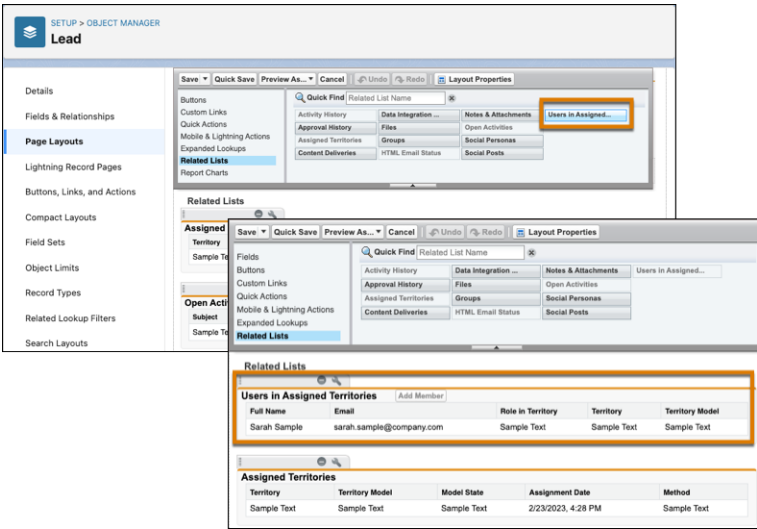 SETUP > OBJECT MANAGER
Lead
Details
Fields & Relationships
Page Layouts
Lightning Record Pages
Buttons, Links, and Actions
Compact Layouts
Field Sets
Object Limits
Record Types
Related Lookup Filters
Search Layouts
Save Quick Save Preview As... Cancel Undo Redo Layout Properties
Buttons
Custom Links
Quick Actions
Mobile & Lightning Actions
Expanded Lookups
Related Lists
Report Charts
Quick Find Related List Name
Activity History Data Integration ... Notes & Attachments Users in Assigned...
Approval History Files Open Activities
Assigned Territories Groups Social Personas
Content Deliveries HTML Email Status Social Posts
Related Lists
Assigned
Territory
Sample Te
Open Acti
Subject
Sample Te
Save Quick Save Preview As... Cancel Undo Redo Layout Properties
Fields
Buttons
Custom Links
Quick Actions
Mobile & Lightning Actions
Expanded Lookups
Related Lists
Quick Find Related List Name
Activity History Data Integration ... Notes & Attachments Users in Assigned...
Approval History Files Open Activities
Assigned Territories Groups Social Personas
Content Deliveries HTML Email Status Social Posts
Related Lists
Users in Assigned Territories Add Member
Full Name Email Role in Territory Territory Territory Model
Sarah Sample sarah.sample@company.com Sample Text Sample Text Sample Text
Assigned Territories
Territory Territory Model Model State Assignment Date Method
Sample Text Sample Text Sample Text 2/23/2023, 4:28 PM Sample Text